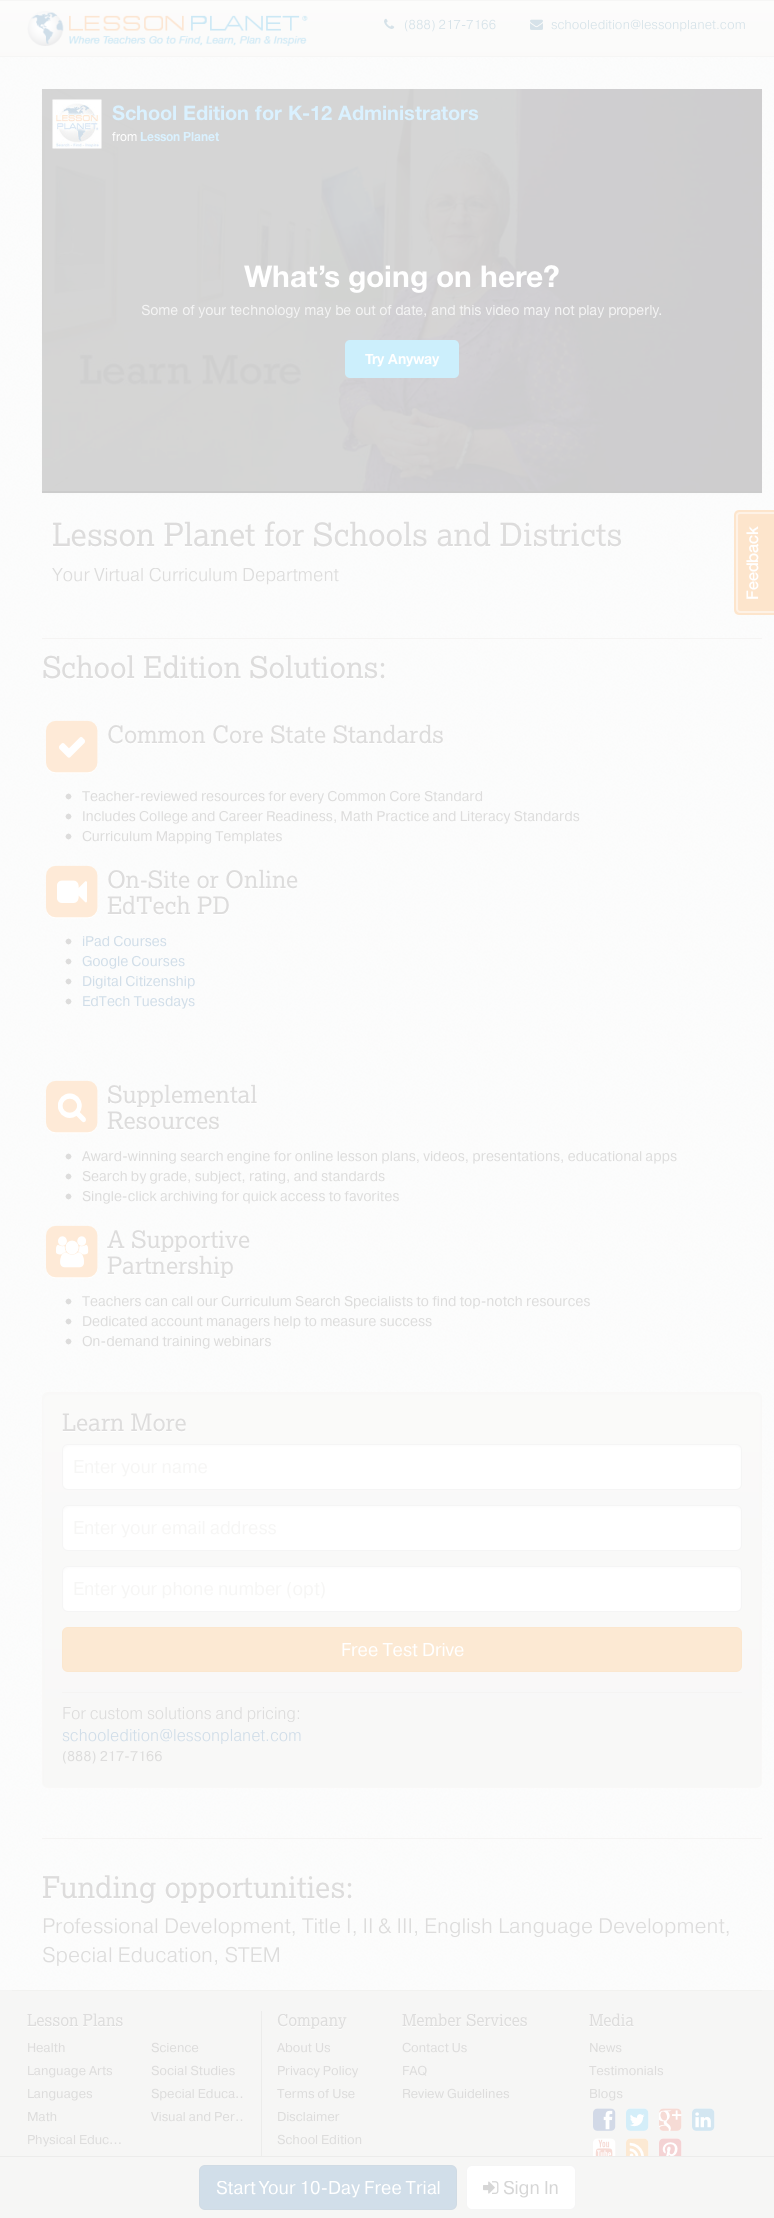 LESSON PLANET®
Where Teachers Go to Find, Learn, Plan & Inspire
(888) 217-7166
schooledition@lessonplanet.com
LESSON
PLANET
School Edition for K-12 Administrators
from Lesson Planet
What's going on here?
Some of your technology may be out of date, and this video may not play properly.
Try Anyway
Learn More
Lesson Planet for Schools and Districts
Your Virtual Curriculum Department
Feedback
School Edition Solutions:
Common Core State Standards
Teacher-reviewed resources for every Common Core Standard
Includes College and Career Readiness, Math Practice and Literacy Standards
Curriculum Mapping Templates
On-Site or Online
EdTech PD
iPad Courses
Google Courses
Digital Citizenship
EdTech Tuesdays
Supplemental
Resources
Award-winning search engine for online lesson plans, videos, presentations, educational apps
Search by grade, subject, rating, and standards
Single-click archiving for quick access to favorites
A Supportive
Partnership
Teachers can call our Curriculum Search Specialists to find top-notch resources
Dedicated account managers help to measure success
On-demand training webinars
Learn More
Enter your name
Enter your email address
Enter your phone number (opt)
Free Test Drive
For custom solutions and pricing:
schooledition@lessonplanet.com
(888) 217-7166
Funding opportunities:
Professional Development, Title I, II & III, English Language Development,
Special Education, STEM
Lesson Plans
Health
Language Arts
Languages
Math
Physical Educ...
Science
Social Studies
Special Educa..
Visual and Per..
Company
About Us
Privacy Policy
Terms of Use
Disclaimer
School Edition
Member Services
Contact Us
FAQ
Review Guidelines
Media
News
Testimonials
Blogs
You
Start Your 10-Day Free Trial
Sign In